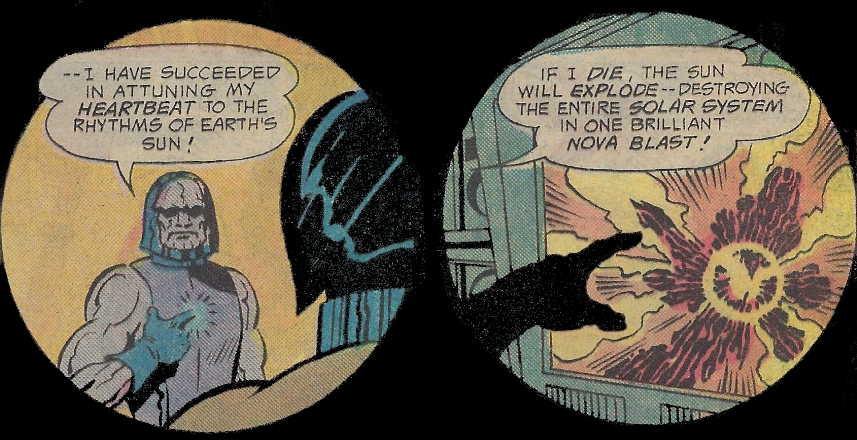 --I HAVE SUCCEEDED
IN ATTUNING MY
HEARTBEAT TO THE
RHYTHMS OF EARTH'S
SUN!
IF I DIE, THE SUN
WILL EXPLODE--DESTROYING
THE ENTIRE SOLAR SYSTEM
IN ONE BRILLIANT
NOVA BLAST!